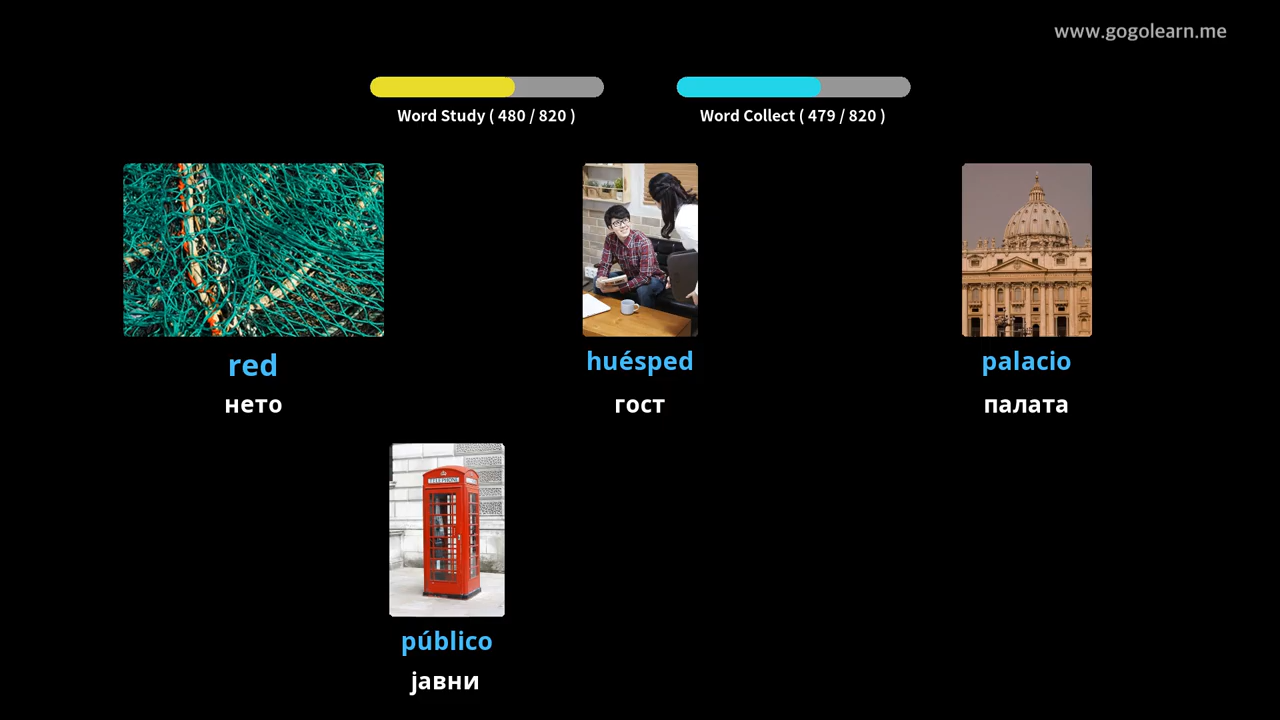 www.gogolearn.me
Word Study ( 480 / 820 )
Word Collect ( 479 / 820 )
red
huésped
palacio
нето
гост
палата
TELEPHONE
público
јавни